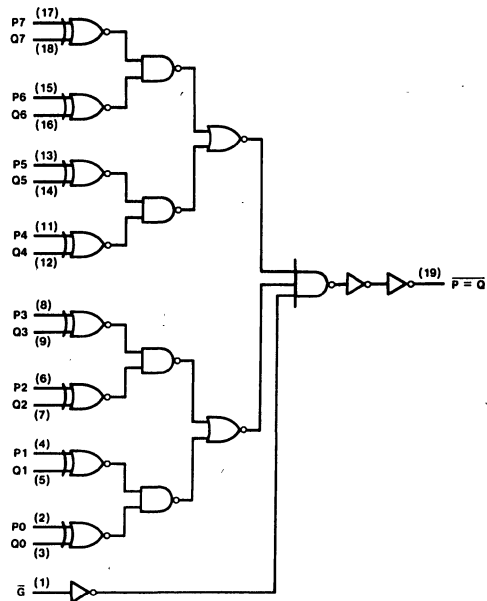 P7 (17)
Q7 (18)
P6 (15)
Q6 (16)
P5 (13)
Q5 (14)
P4 (11)
Q4 (12)
(19) P = Q
P3 (8)
Q3 (9)
P2 (6)
Q2 (7)
P1 (4)
Q1 (5)
P0 (2)
Q0 (3)
G̅ (1)